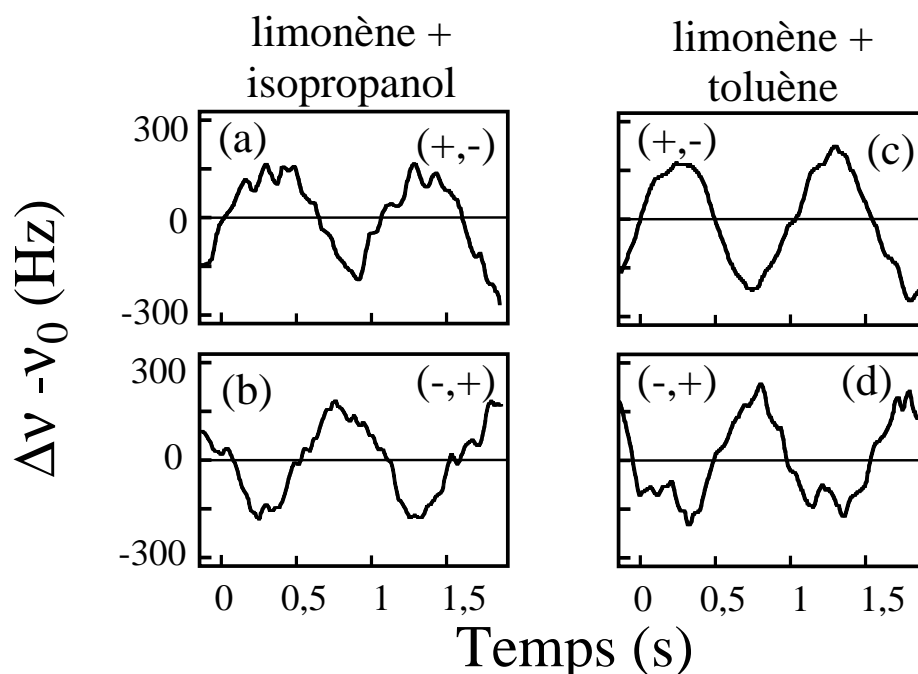 limonène +
isopropanol
limonène +
toluène
Δν -ν₀ (Hz)
300
0
-300
(a)
(+,-)
(+,-)
(c)
300
0
-300
(b)
(-,+)
(-,+)
(d)
0 0,5 1 1,5
0 0,5 1 1,5
Temps (s)